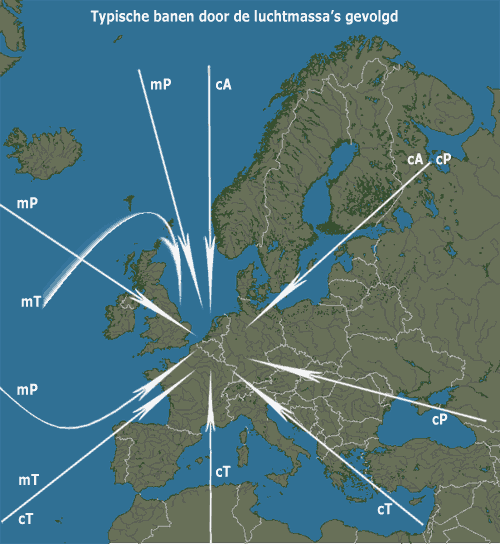 Typische banen door de luchtmassa's gevolgd
mP
cA
cA cP
mP
mT
mP
cP
mT
cT
cT
cT